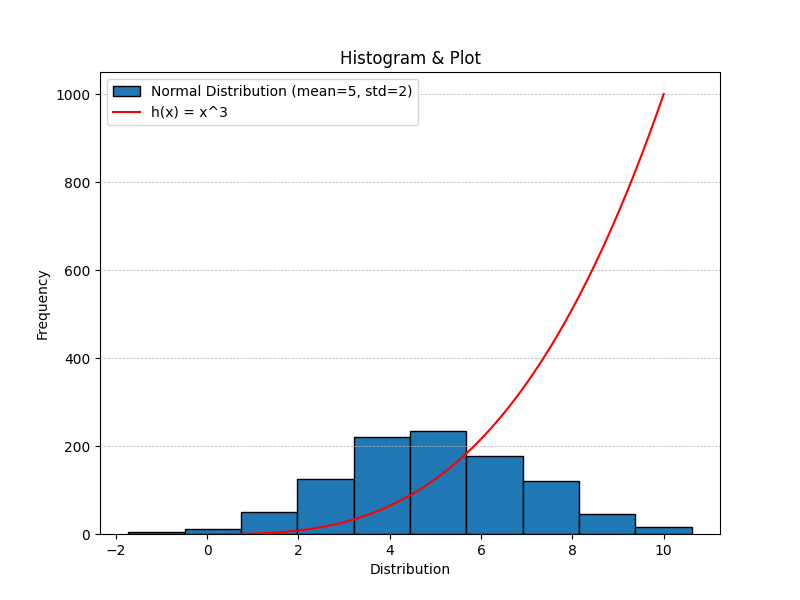 Histogram & Plot
Normal Distribution (mean=5, std=2)
h(x) = x^3
Frequency
1000
800
600
400
200
0
−2
0
2
4
6
8
10
Distribution